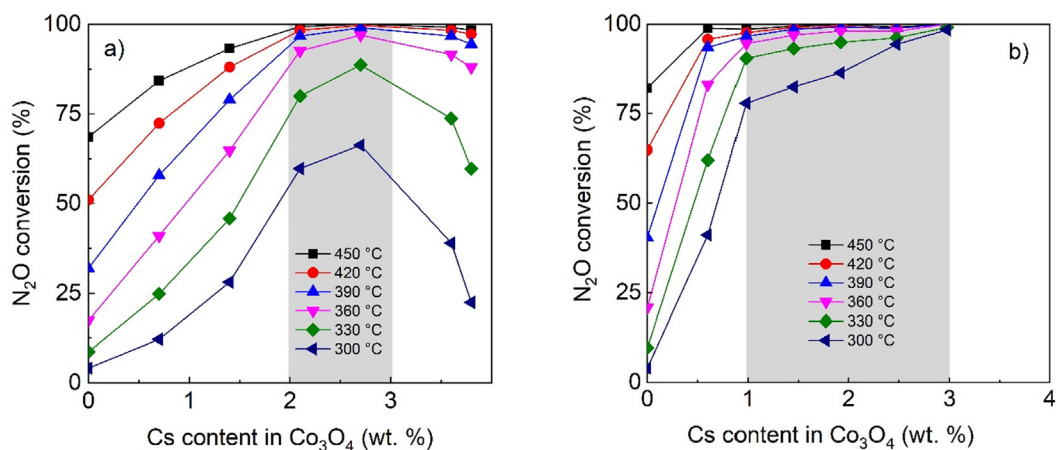 a)
100
75
50
25
0
N₂O conversion (%)
450 °C
420 °C
390 °C
360 °C
330 °C
300 °C
0 1 2 3
Cs content in Co₃O₄ (wt. %)
b)
100
75
50
25
0
N₂O conversion (%)
450 °C
420 °C
390 °C
360 °C
330 °C
300 °C
0 1 2 3 4
Cs content in Co₃O₄ (wt. %)